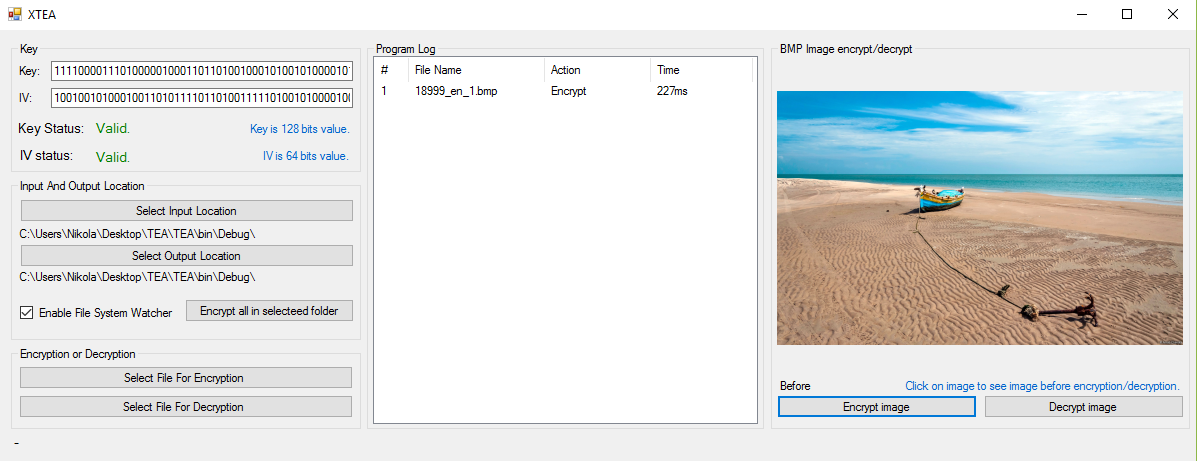 XTEA
Key
Key:
IV:
Key Status: Valid. Key is 128 bits value.
IV status: Valid. IV is 64 bits value.
Input And Output Location
Select Input Location
C:\Users\Nikola\Desktop\TEA\TEA\bin\Debug\
Select Output Location
C:\Users\Nikola\Desktop\TEA\TEA\bin\Debug\
Enable File System Watcher
Encrypt all in selecteed folder
Encryption or Decryption
Select File For Encryption
Select File For Decryption
-
Program Log
# File Name Action Time
1 18999_en_1.bmp Encrypt 227ms
BMP Image encrypt/decrypt
Before Click on image to see image before encryption/decryption.
Encrypt image Decrypt image